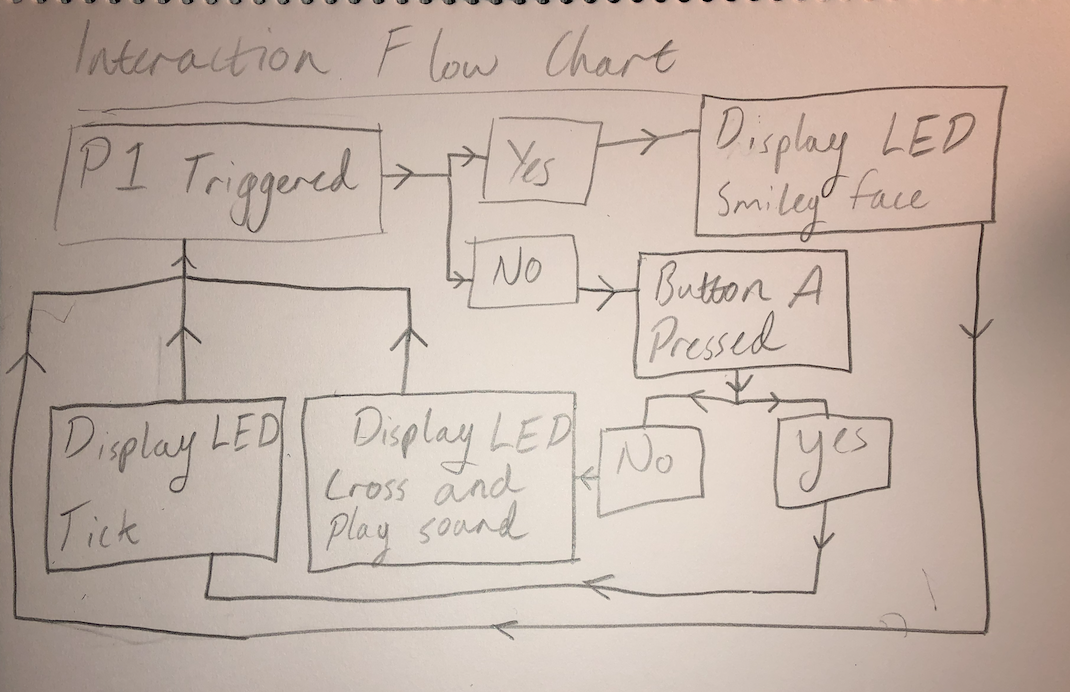 Interaction Flow Chart
P1 Triggered
Yes
Display LED
Smiley face
No
Button A
Pressed
Display LED
Tick
Display LED
Cross and
Play sound
No
yes